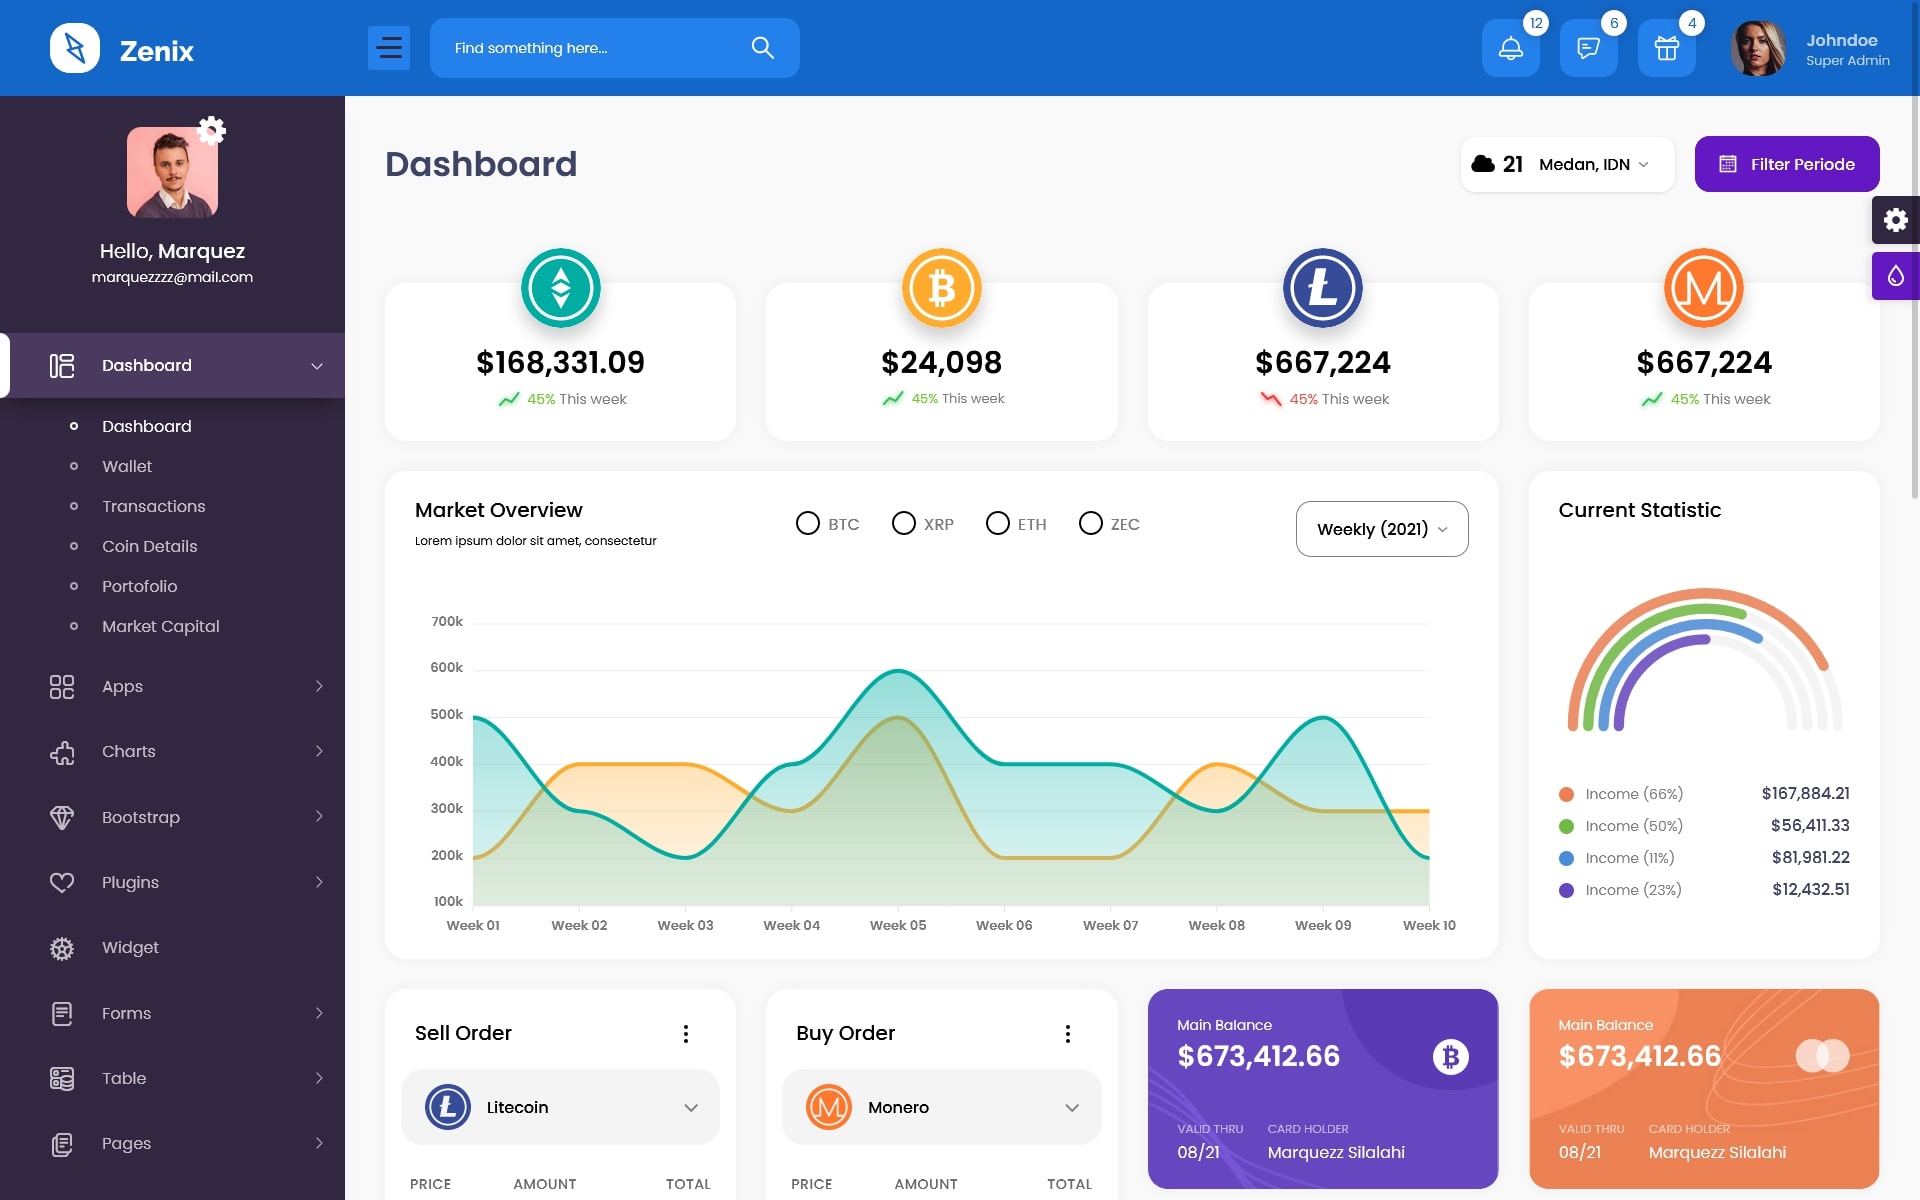 Zenix
Find something here...
12
6
4
Johndoe
Super Admin
Hello, Marquez
marquezzzz@mail.com
Dashboard
Dashboard
Wallet
Transactions
Coin Details
Portofolio
Market Capital
Apps
Charts
Bootstrap
Plugins
Widget
Forms
Table
Pages
Dashboard
21 Medan, IDN
Filter Periode
$168,331.09
45% This week
$24,098
45% This week
$667,224
45% This week
$667,224
45% This week
Market Overview
Lorem ipsum dolor sit amet, consectetur
BTC XRP ETH ZEC
Weekly (2021)
700k
600k
500k
400k
300k
200k
100k
Week 01 Week 02 Week 03 Week 04 Week 05 Week 06 Week 07 Week 08 Week 09 Week 10
Current Statistic
Income (66%) $167,884.21
Income (50%) $56,411.33
Income (11%) $81,981.22
Income (23%) $12,432.51
Sell Order
Litecoin
PRICE AMOUNT TOTAL
Buy Order
Monero
PRICE AMOUNT TOTAL
Main Balance
$673,412.66
VALID THRU CARD HOLDER
08/21 Marquezz Silalahi
Main Balance
$673,412.66
VALID THRU CARD HOLDER
08/21 Marquezz Silalahi